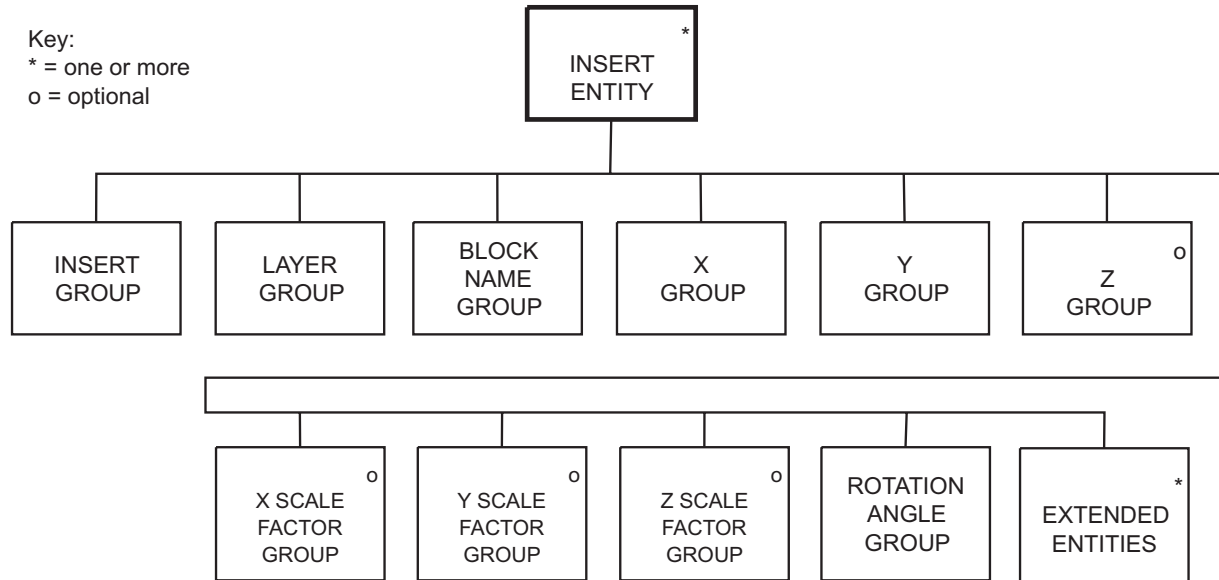 Key:
* = one or more
o = optional
*
INSERT
ENTITY
INSERT
GROUP
LAYER
GROUP
BLOCK
NAME
GROUP
X
GROUP
Y
GROUP
o
Z
GROUP
o
X SCALE
FACTOR
GROUP
o
Y SCALE
FACTOR
GROUP
o
Z SCALE
FACTOR
GROUP
ROTATION
ANGLE
GROUP
*
EXTENDED
ENTITIES